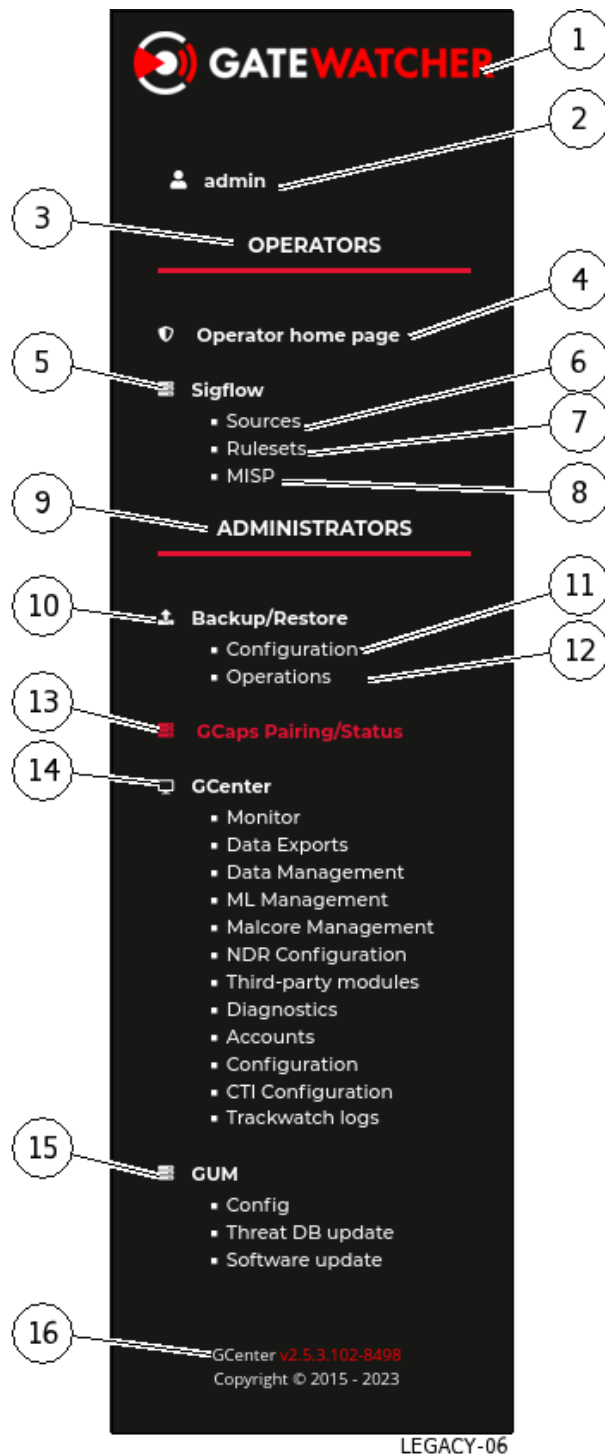 GATEWATCHER
1
2
admin
3
OPERATORS
4
Operator home page
5
Sigflow
6
Sources
7
Rulesets
MISP
8
9
ADMINISTRATORS
10
Backup/Restore
11
Configuration
12
Operations
13
GCaps Pairing/Status
14
GCenter
Monitor
Data Exports
Data Management
ML Management
Malcore Management
NDR Configuration
Third-party modules
Diagnostics
Accounts
Configuration
CTI Configuration
Trackwatch logs
15
GUM
Config
Threat DB update
Software update
16
GCenter v2.5.3.102-8498
Copyright © 2015 - 2023
LEGACY-06